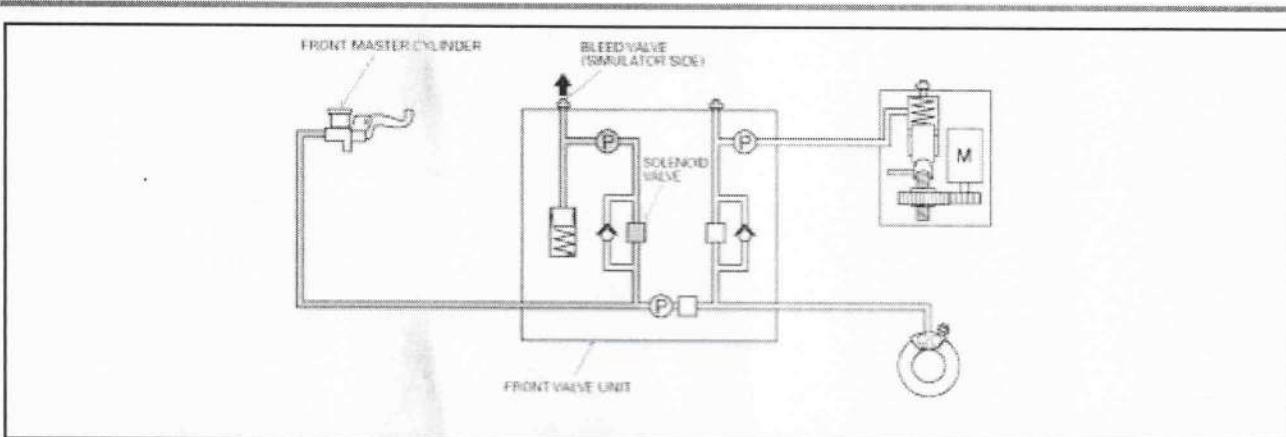 FRONT MASTER CYLINDER
BLEED VALVE
(SIMULATOR SIDE)
P
P
SOLENOID
VALVE
M
P
FRONT VALVE UNIT